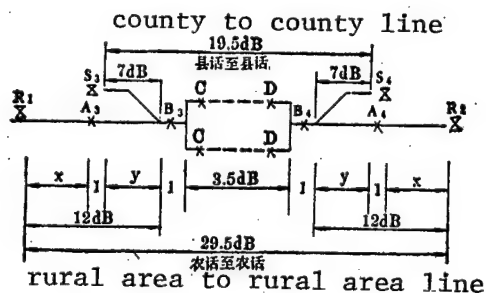 county to county line
19.5dB
县话至县话
7dB
7dB
S3
C
D
S4
R1
A3
B3
B4
A4
R2
C
D
x
1
y
1
3.5dB
1
y
1
x
12dB
12dB
29.5dB
农话至农话
rural area to rural area line